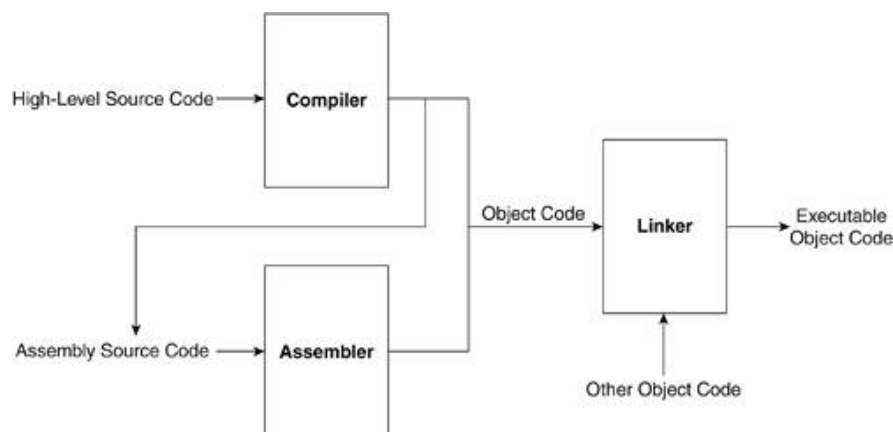 High-Level Source Code
Compiler
Object Code
Linker
Executable
Object Code
Assembly Source Code
Assembler
Other Object Code